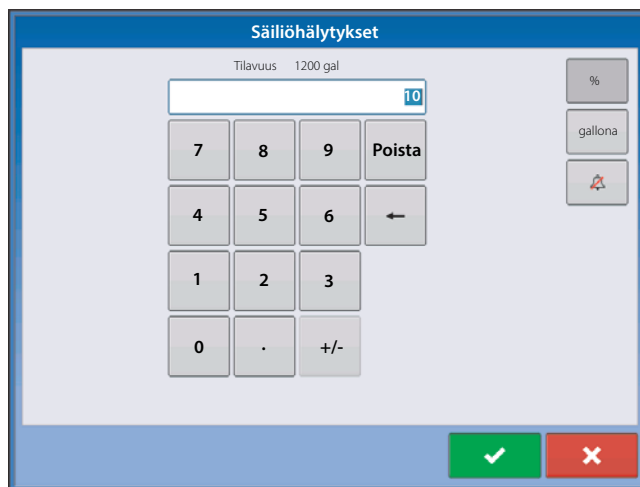 Säiliöhälytykset
Tilavuus 1200 gal
10
%
gallona
7 8 9 Poista
4 5 6 ←
1 2 3
0 . +/-